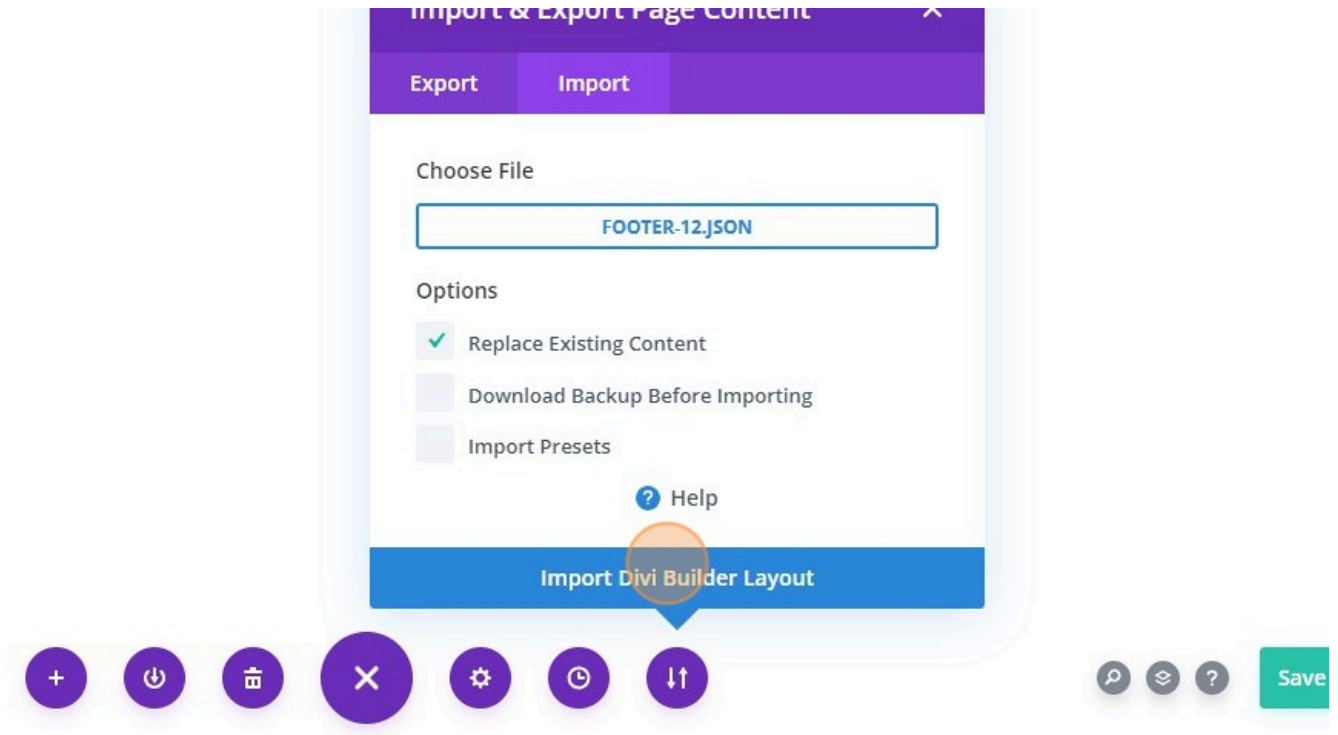 Import & Export Page Content
Export
Import
Choose File
FOOTER-12.JSON
Options
Replace Existing Content
Download Backup Before Importing
Import Presets
? Help
Import Divi Builder Layout
?
Save